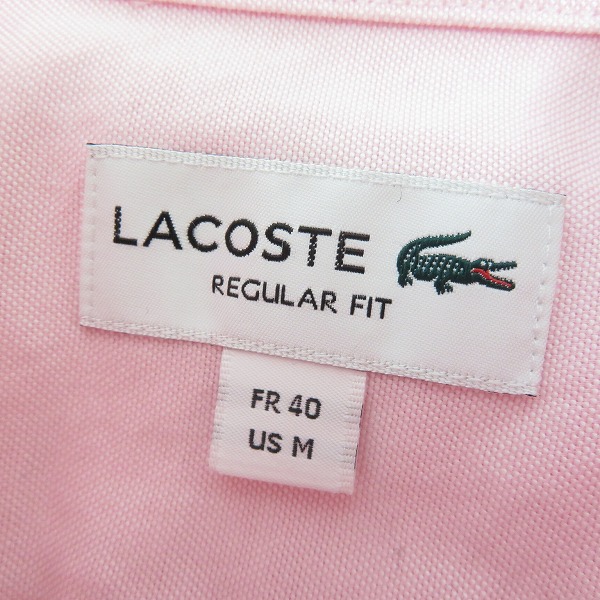 LACOSTE
REGULAR FIT
FR 40
US M